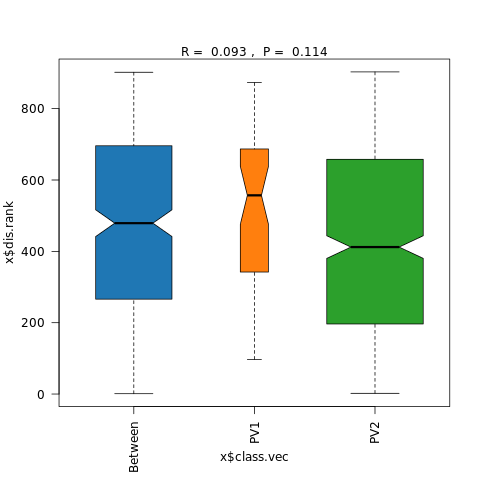 R =  0.093 ,  P =  0.114
800
600
400
200
0
x$dis.rank
Between
PV1
PV2
x$class.vec